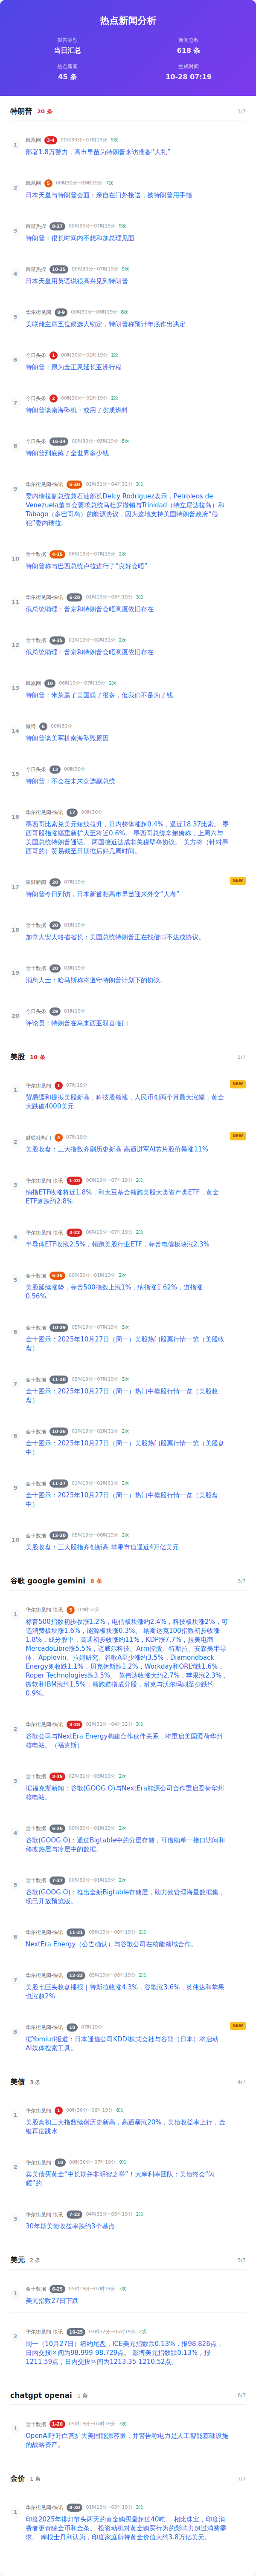 热点新闻分析
报告类型
当日汇总
新闻总数
618 条
热点新闻
45 条
生成时间
10-28 07:19
特朗普 20 条
1/7
1
凤凰网 3-4 00时30分~07时19分 9次
部署1.8万警力，高市早苗为特朗普来访准备“大礼”
2
凤凰网 5 00时30分~05时19分 7次
日本天皇与特朗普会面：亲自在门外接送，被特朗普用手指
3
百度热搜 8-27 00时30分~07时19分 9次
特朗普：很长时间内不想和加总理见面
4
百度热搜 10-25 00时30分~07时19分 9次
日本天皇用英语说很高兴见到特朗普
5
华尔街见闻 8-9 00时30分~06时19分 8次
美联储主席五位候选人锁定，特朗普称预计年底作出决定
6
今日头条 1 00时30分~01时19分 2次
特朗普：愿为金正恩延长亚洲行程
7
今日头条 2 00时30分~01时19分 2次
特朗普谈南海坠机：或用了劣质燃料
8
今日头条 16-24 00时30分~05时19分 5次
特朗普到底薅了全世界多少钱
9
华尔街见闻-快讯 5-30 02时31分~04时32分 3次
委内瑞拉副总统兼石油部长Delcy Rodriguez表示，Petroleos de
Venezuela董事会要求总统马杜罗撤销与Trinidad（特立尼达拉岛）和
Tabago（多巴哥岛）的能源协议，因为这地支持美国特朗普政府“侵
犯”委内瑞拉。
10
金十数据 4-15 06时19分~07时19分 2次
特朗普称与巴西总统卢拉进行了“良好会晤”
11
华尔街见闻-快讯 6-28 01时19分~03时19分 3次
俄总统助理：普京和特朗普会晤意愿依旧存在
12
金十数据 9-25 01时19分~02时31分 2次
俄总统助理：普京和特朗普会晤意愿依旧存在
13
凤凰网 10 06时19分~07时19分 2次
特朗普：米莱赢了美国赚了很多，但我们不是为了钱
14
微博 6 00时30分
特朗普谈美军机南海坠毁原因
15
今日头条 13 00时30分
特朗普：不会在未来竞选副总统
16
华尔街见闻-快讯 17 00时30分
墨西哥比索兑美元短线拉升，日内整体涨超0.4%，逼近18.37比索。 墨
西哥股指涨幅重新扩大至将近0.6%。 墨西哥总统辛鲍姆称，上周六与
美国总统特朗普通话。 两国接近达成非关税壁垒协议。 美方将（针对墨
西哥的）贸易截至日期推后好几周时间。
17
澎湃新闻 20 07时19分
NEW
特朗普今日到访，日本新首相高市早苗迎来外交“大考”
18
金十数据 20 01时19分
加拿大安大略省省长：美国总统特朗普正在找借口不达成协议。
19
金十数据 20 03时19分
消息人士：哈马斯称将遵守特朗普计划下的协议。
20
今日头条 29 01时19分
评论员：特朗普在马来西亚双喜临门
美股 10 条
2/7
1
华尔街见闻 1 07时19分
NEW
贸易缓和提振美股新高，科技股领涨，人民币创两个月最大涨幅，黄金
大跌破4000美元
2
财联社热门 4 07时19分
NEW
美股收盘：三大指数齐刷历史新高 高通进军AI芯片股价暴涨11%
3
华尔街见闻-快讯 1-20 06时19分~07时19分 2次
纳指ETF收涨将近1.8%，和大豆基金领跑美股大类资产类ETF，黄金
ETF则跌约2.8%
4
华尔街见闻-快讯 3-22 06时19分~07时19分 2次
半导体ETF收涨2.5%，领跑美股行业ETF，标普电信板块涨2.3%
5
金十数据 5-25 00时30分~01时19分 2次
美股延续涨势，标普500指数上涨1%，纳指涨1.62%，道指涨
0.56%。
6
金十数据 10-29 05时19分~07时19分 3次
金十图示：2025年10月27日（周一）美股热门股票行情一览（美股收
盘）
7
金十数据 11-30 05时19分~07时19分 3次
金十图示：2025年10月27日（周一）热门中概股行情一览（美股收
盘）
8
金十数据 10-26 01时19分~02时31分 2次
金十图示：2025年10月27日（周一）美股热门股票行情一览（美股盘
中）
9
金十数据 11-27 01时19分~02时31分 2次
金十图示：2025年10月27日（周一）热门中概股行情一览（美股盘
中）
10
金十数据 12-28 05时19分~06时19分 2次
美股收盘：三大股指齐创新高 苹果市值逼近4万亿美元
谷歌 google gemini 8 条
3/7
1
华尔街见闻-快讯 5 04时32分
标普500指数初步收涨1.2%，电信板块涨约2.4%，科技板块涨2%，可
选消费板块涨1.6%，能源板块涨0.3%。 纳斯达克100指数初步收涨
1.8%，成分股中，高通初步收涨约11%，KDP涨7.7%，拉美电商
MercadoLibre涨5.5%，迈威尔科技、Arm控股、特斯拉、安森美半导
体、Applovin、拉姆研究、谷歌A至少涨约3.5%，Diamondback
Energy则收跌1.1%，贝克休斯跌1.2%，Workday和ORLY跌1.6%，
Roper Technologies跌3.5%。 英伟达收涨大约2.7%，苹果涨2.3%，
微软和IBM涨约1.5%，领跑道指成分股，耐克与沃尔玛则至少跌约
0.9%。
2
华尔街见闻-快讯 3-28 02时31分~04时32分 3次
谷歌公司与NextEra Energy构建合作伙伴关系，将重启美国爱荷华州
核电站。（福克斯）
3
金十数据 3-25 02时31分~03时19分 2次
据福克斯新闻：谷歌(GOOG.O)与NextEra能源公司合作重启爱荷华州
核电站。
4
金十数据 6-26 00时30分~01时19分 2次
谷歌(GOOG.O)：通过Bigtable中的分层存储，可借助单一接口访问和
修改热层与冷层中的数据。
5
金十数据 7-27 00时30分~01时19分 2次
谷歌(GOOG.O)：推出全新Bigtable存储层，助力效管理海量数据集，
现已开放预览版。
6
华尔街见闻-快讯 11-21 05时19分~06时19分 2次
NextEra Energy（公告确认）与谷歌公司在核能领域合作。
7
华尔街见闻-快讯 12-22 05时19分~06时19分 2次
美股七巨头收盘播报｜特斯拉收涨4.3%，谷歌涨3.6%，英伟达和苹果
也涨超2%
8
华尔街见闻-快讯 10 07时19分
NEW
据Yomiuri报道：日本通信公司KDDI株式会社与谷歌（日本）将启动
AI媒体搜索工具。
美债 3 条
4/7
1
华尔街见闻 1 00时30分~06时19分 8次
美股盘初三大指数续创历史新高，高通暴涨20%，美债收益率上行，金
银再度跳水
2
华尔街见闻 10 00时30分~07时19分 9次
卖美债买黄金“中长期并非明智之举”！大摩利率团队：美债终会“闪
耀”的
3
华尔街见闻-快讯 7-22 04时32分~05时19分 2次
30年期美债收益率跌约3个基点
美元 2 条
5/7
1
金十数据 6-25 05时19分~07时19分 3次
美元指数27日下跌
2
华尔街见闻-快讯 10-25 04时32分~05时19分 2次
周一（10月27日）纽约尾盘，ICE美元指数跌0.13%，报98.826点，
日内交投区间为98.999-98.729点。 彭博美元指数跌0.13%，报
1211.59点，日内交投区间为1213.35-1210.52点。
chatgpt openai 1 条
6/7
1
金十数据 1-20 05时19分~07时19分 3次
OpenAI呼吁白宫扩大美国能源容量，并警告称电力是人工智能基础设施
的战略资产。
金价 1 条
7/7
1
华尔街见闻-快讯 8-30 01时19分~03时19分 3次
印度2025年排灯节头两天的黄金购买量超过40吨。 相比珠宝，印度消
费者更青睐金币和金条。 投资动机对黄金购买行为的影响力超过消费需
求。 摩根士丹利认为，印度家庭所持黄金价值大约3.8万亿美元。